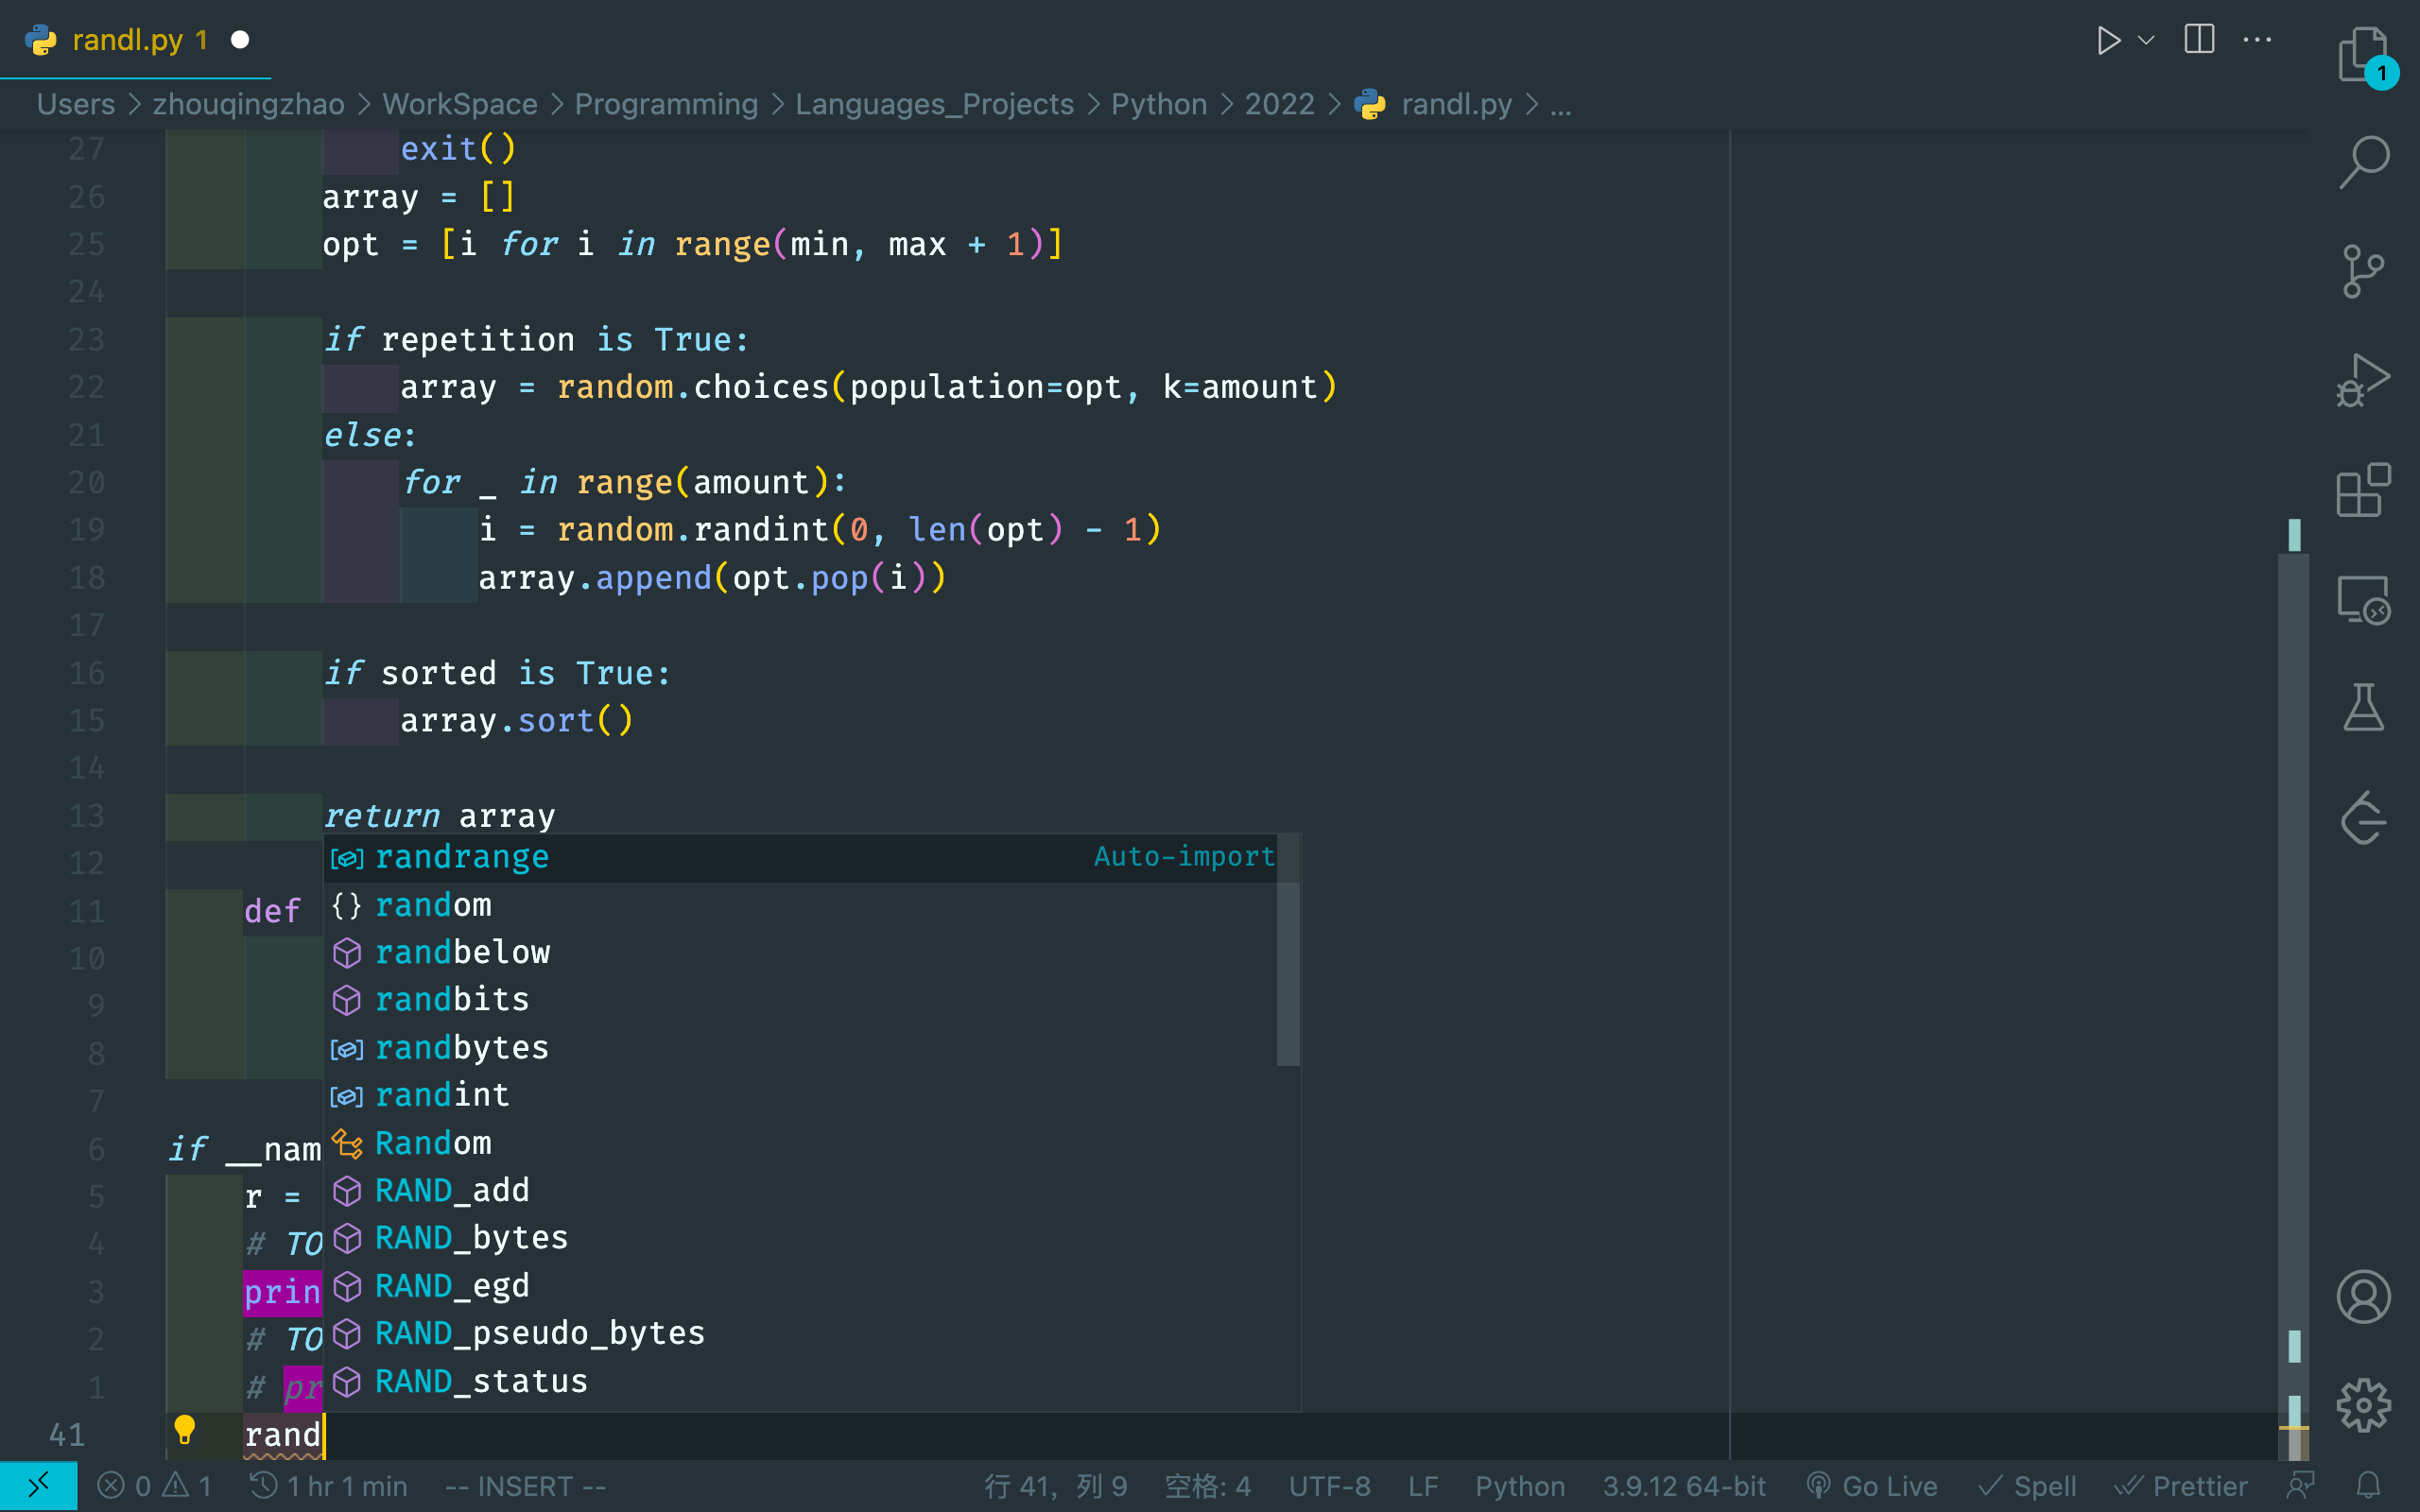 randl.py 1
Users > zhouqingzhao > WorkSpace > Programming > Languages_Projects > Python > 2022 > randl.py > ...
1
27 exit()
26 array = []
25 opt = [i for i in range(min, max + 1)]
24
23 if repetition is True:
22 array = random.choices(population=opt, k=amount)
21 else:
20 for _ in range(amount):
19 i = random.randint(0, len(opt) - 1)
18 array.append(opt.pop(i))
17
16 if sorted is True:
15 array.sort()
14
13 return array
12 randrange Auto-import
11 def random
10 randbelow
9 randbits
8 randbytes
7 randint
6 if __nam Random
5 r = RAND_add
4 # TO RAND_bytes
3 prin RAND_egd
2 # TO RAND_pseudo_bytes
1 # pr RAND_status
41 rand
0 1 1 hr 1 min -- INSERT -- 行 41, 列 9 空格: 4 UTF-8 LF Python 3.9.12 64-bit Go Live Spell Prettier